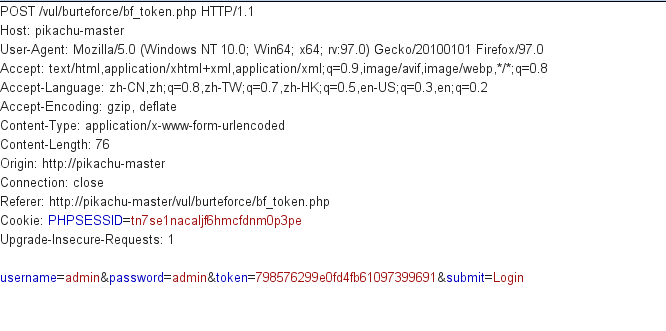 POST /vul/burteforce/bf_token.php HTTP/1.1
Host: pikachu-master
User-Agent: Mozilla/5.0 (Windows NT 10.0; Win64; x64; rv:97.0) Gecko/20100101 Firefox/97.0
Accept: text/html,application/xhtml+xml,application/xml;q=0.9,image/avif,image/webp,*/*;q=0.8
Accept-Language: zh-CN,zh;q=0.8,zh-TW;q=0.7,zh-HK;q=0.5,en-US;q=0.3,en;q=0.2
Accept-Encoding: gzip, deflate
Content-Type: application/x-www-form-urlencoded
Content-Length: 76
Origin: http://pikachu-master
Connection: close
Referer: http://pikachu-master/vul/burteforce/bf_token.php
Cookie: PHPSESSID=tn7se1nacaljf6hmcfdnm0p3pe
Upgrade-Insecure-Requests: 1
username=admin&password=admin&token=798576299e0fd4fb61097399691&submit=Login